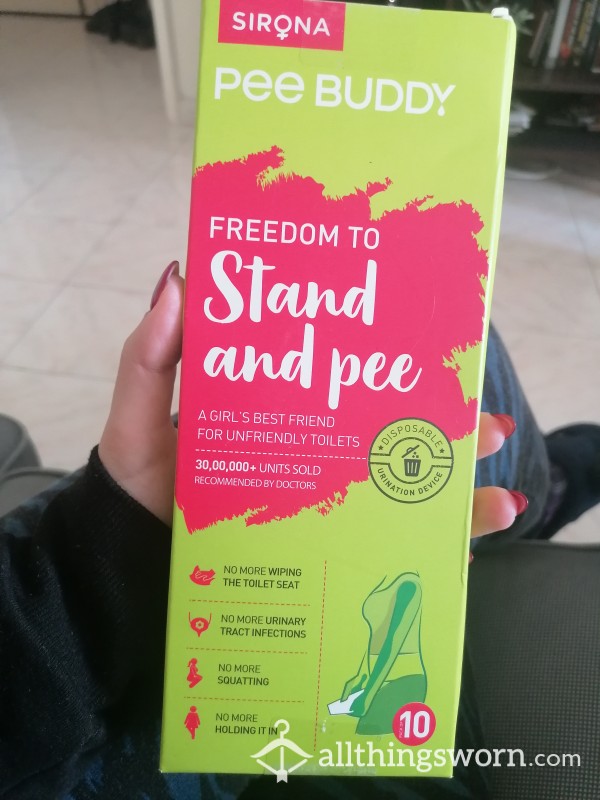 SIRONA
Pee BUDDY
FREEDOM TO
Stand
and pee
A GIRL'S BEST FRIEND
FOR UNFRIENDLY TOILETS
30,00,000+ UNITS SOLD
RECOMMENDED BY DOCTORS
DISPOSABLE
URINATION DEVICE
NO MORE WIPING
THE TOILET SEAT
NO MORE URINARY
TRACT INFECTIONS
NO MORE
SQUATTING
NO MORE
HOLDING IT IN
10
allthingsworn.com